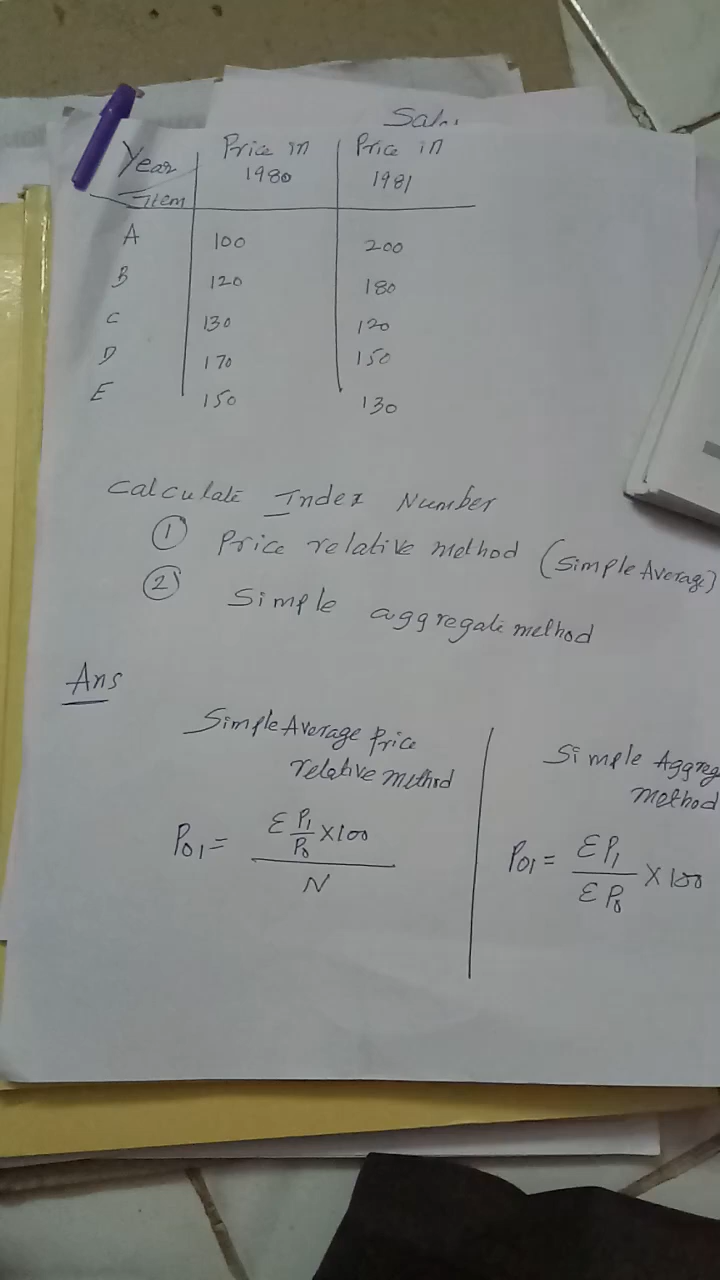 Year | Price in 1980 | Price in 1981
Item
A 100 200
B 120 180
C 130 120
D 170 150
E 150 130
Calculate Index Number
① Price relative method (Simple Average)
② Simple aggregate method
Ans
Simple Average Price relative method
P01 = Σ P1/P0 X100 / N
Simple Aggreg method
P01 = ΣP1 / ΣP0 X 100